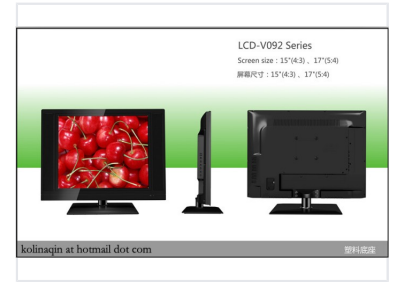 LCD-V092 Series
Screen size : 15"(4:3) , 17"(5:4)
屏幕尺寸 : 15"(4:3) , 17"(5:4)
kolinaqin at hotmail dot com
塑料底座